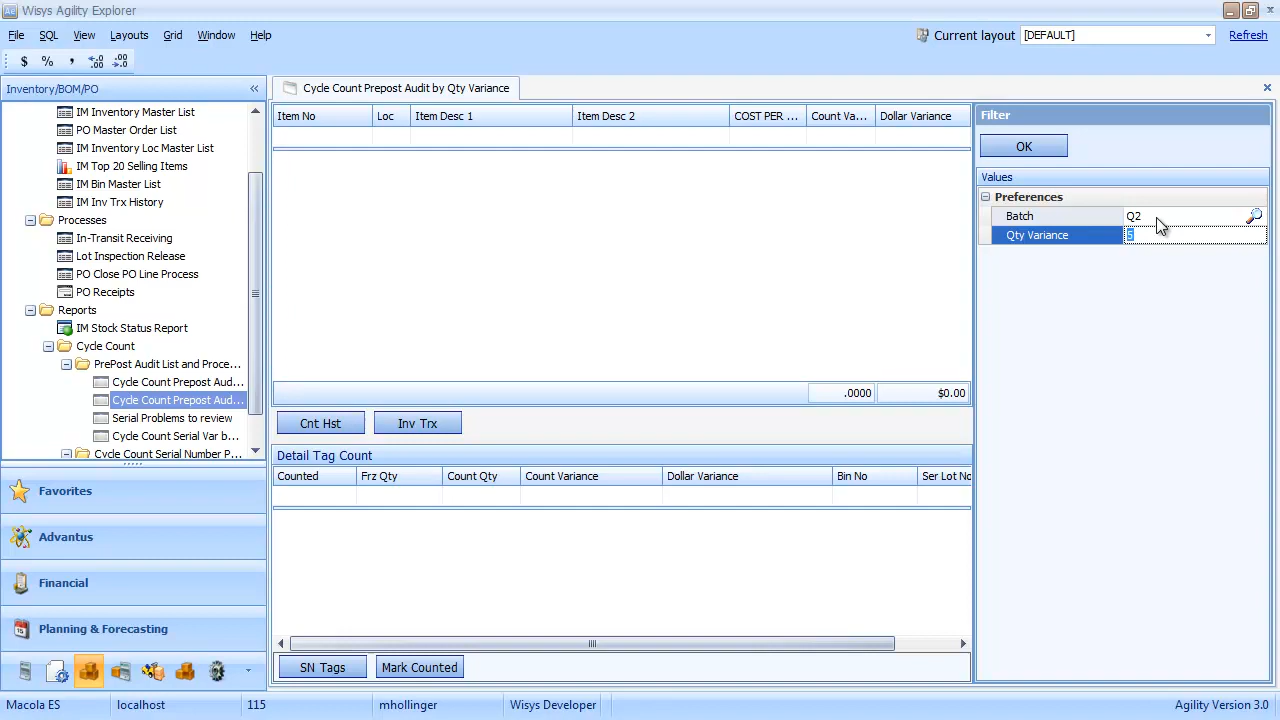 Wisys Agility Explorer
File SQL View Layouts Grid Window Help
Current layout [DEFAULT] Refresh
$ % , ←.00 .00
Inventory/BOM/PO
IM Inventory Master List
PO Master Order List
IM Inventory Loc Master List
IM Top 20 Selling Items
IM Bin Master List
IM Inv Trx History
Processes
In-Transit Receiving
Lot Inspection Release
PO Close PO Line Process
PO Receipts
Reports
IM Stock Status Report
Cycle Count
PrePost Audit List and Proce...
Cycle Count Prepost Aud...
Cycle Count Prepost Aud...
Serial Problems to review
Cycle Count Serial Var b...
Cycle Count Serial Number P...
Favorites
Advantus
Financial
Planning & Forecasting
Cycle Count Prepost Audit by Qty Variance
Item No Loc Item Desc 1 Item Desc 2 COST PER ... Count Va... Dollar Variance
.0000 $0.00
Cnt Hst Inv Trx
Detail Tag Count
Counted Frz Qty Count Qty Count Variance Dollar Variance Bin No Ser Lot No
SN Tags Mark Counted
Filter
OK
Values
Preferences
Batch Q2
Qty Variance 5
Macola ES localhost 115 mhollinger Wisys Developer Agility Version 3.0